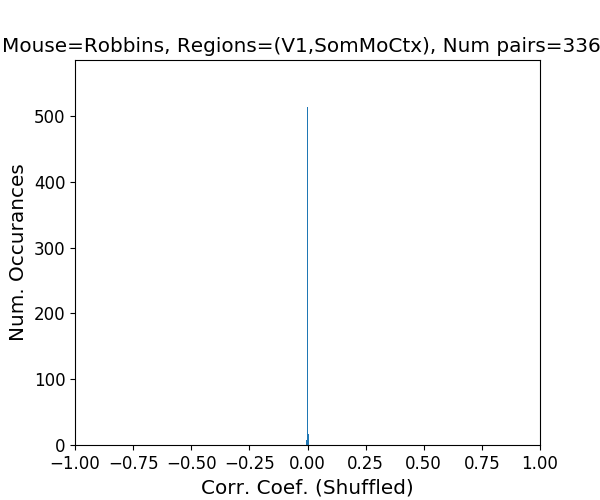 Mouse=Robbins, Regions=(V1,SomMoCtx), Num pairs=336
500
400
300
200
100
0
Num. Occurances
−1.00 −0.75 −0.50 −0.25 0.00 0.25 0.50 0.75 1.00
Corr. Coef. (Shuffled)